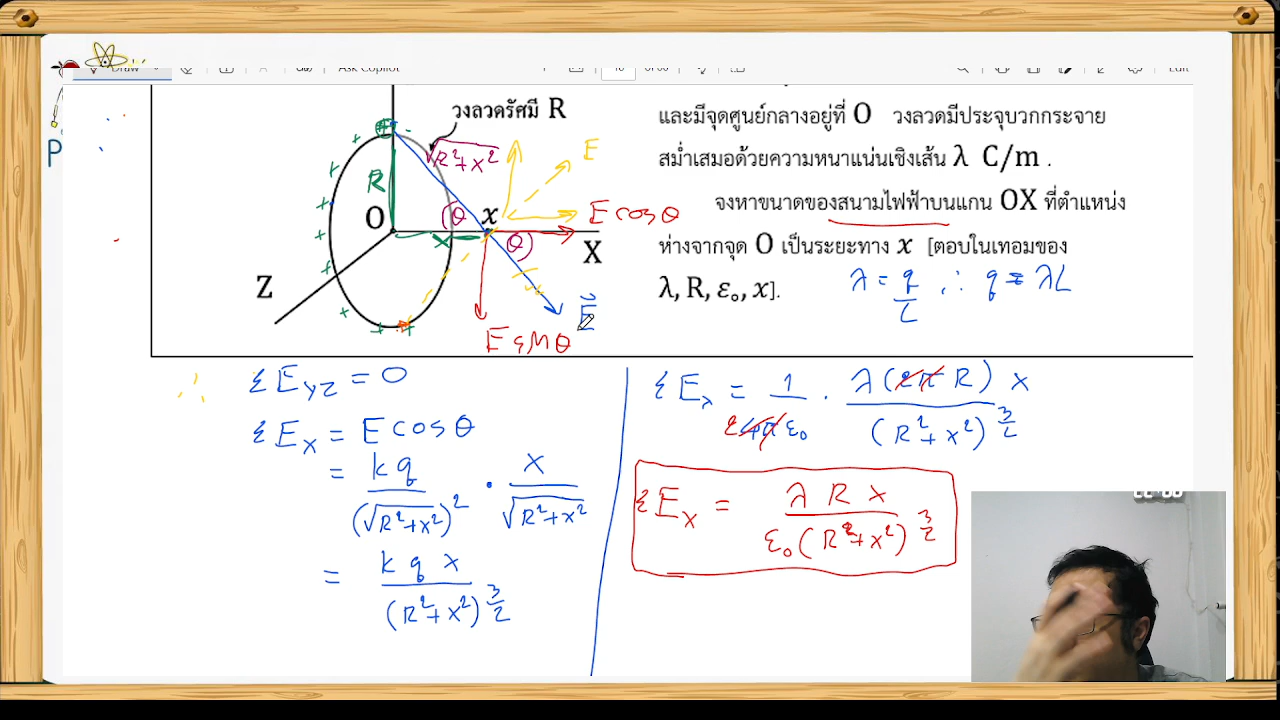 Draw
Ask Copilot
Edit
P
วงลวดรัศมี R
√R²+x²
R
O
x
X
Z
θ
θ
x
E
E cosθ
E sinθ
E⃗
และมีจุดศูนย์กลางอยู่ที่ O วงลวดมีประจุบวกกระจาย
สม่ำเสมอด้วยความหนาแน่นเชิงเส้น λ C/m .
จงหาขนาดของสนามไฟฟ้าบนแกน OX ที่ตำแหน่ง
ห่างจากจุด O เป็นระยะทาง x [ตอบในเทอมของ
λ, R, ε₀, x].
λ = q/L ∴ q = λL
ΣE_YZ = 0
ΣE_X = E cosθ
= kq/(√R²+x²)² · x/√R²+x²
= kqx/(R²+x²)^3/2
ΣE_x = 1/4πε₀ · λ(2πR)x/(R²+x²)^3/2
2
ΣE_X = λRx/ε₀(R²+x²)^3/2